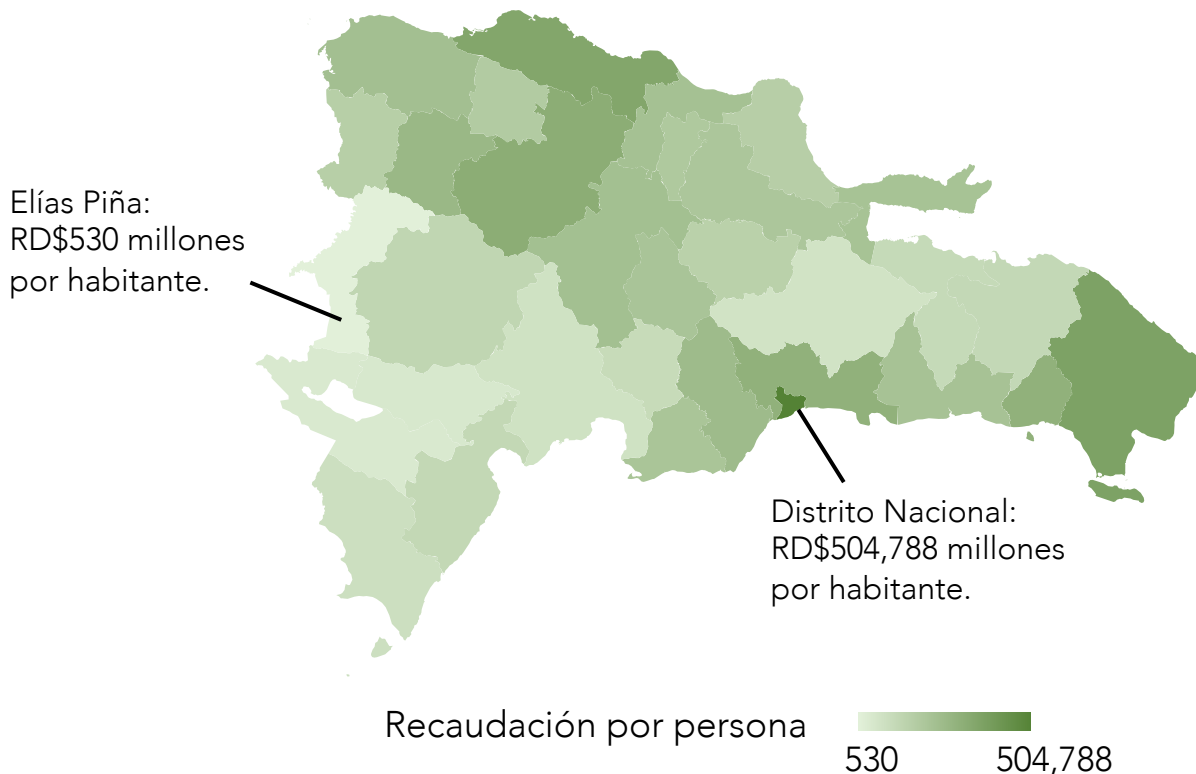 Elías Piña:
RD$530 millones
por habitante.
Distrito Nacional:
RD$504,788 millones
por habitante.
Recaudación por persona
530 504,788